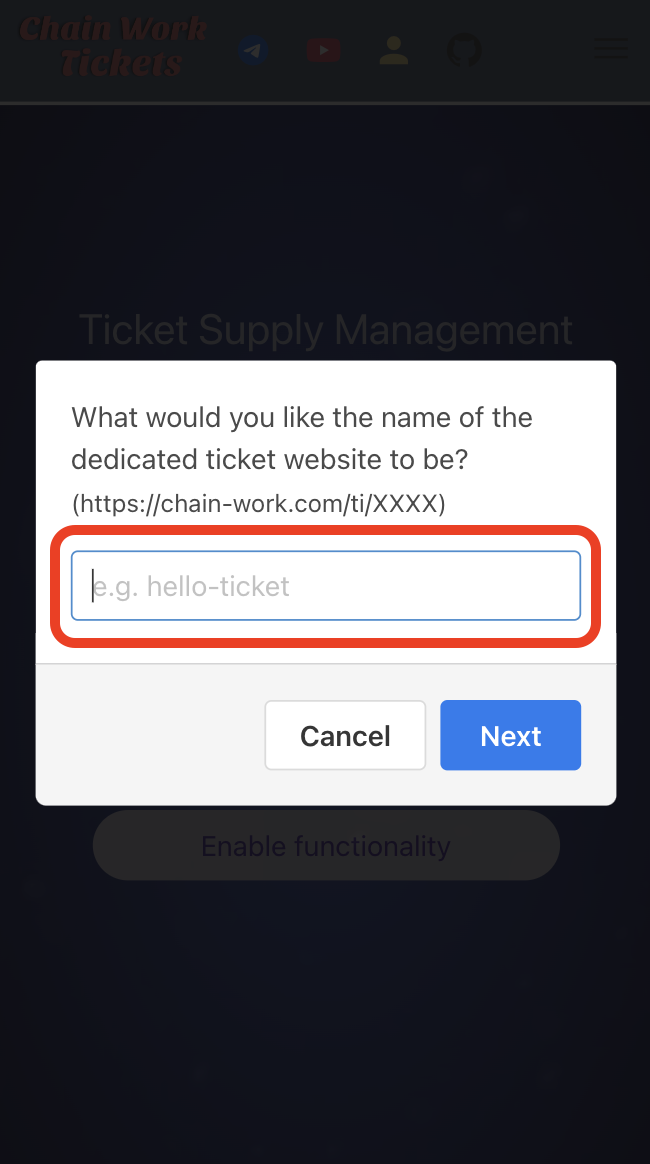 Chain Work
Tickets
Ticket Supply Management
What would you like the name of the
dedicated ticket website to be?
(https://chain-work.com/ti/XXXX)
e.g. hello-ticket
Cancel
Next
Enable functionality